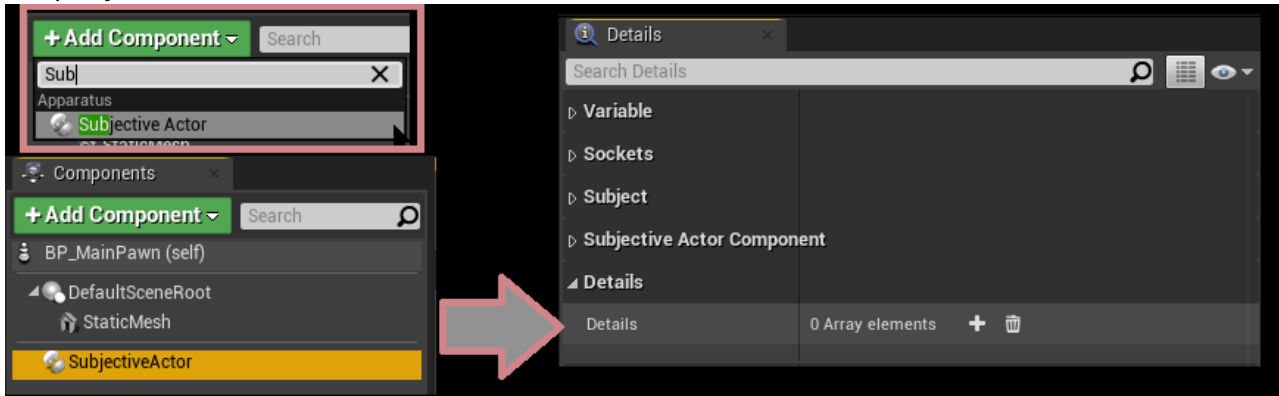 + Add Component
Search
Sub
Apparatus
Subjective Actor
StaticMesh
Components
+ Add Component
Search
BP_MainPawn (self)
DefaultSceneRoot
StaticMesh
SubjectiveActor
Details
Search Details
Variable
Sockets
Subject
Subjective Actor Component
Details
Details 0 Array elements